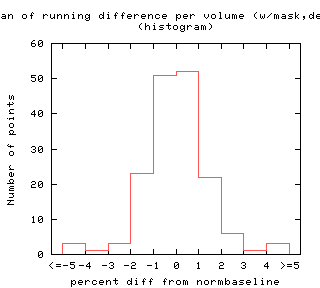 an of running difference per volume (w/mask,de
(histogram)
60
50
40
30
20
10
0
Number of points
<=-5 -4 -3 -2 -1 0 1 2 3 4 >=5
percent diff from normbaseline